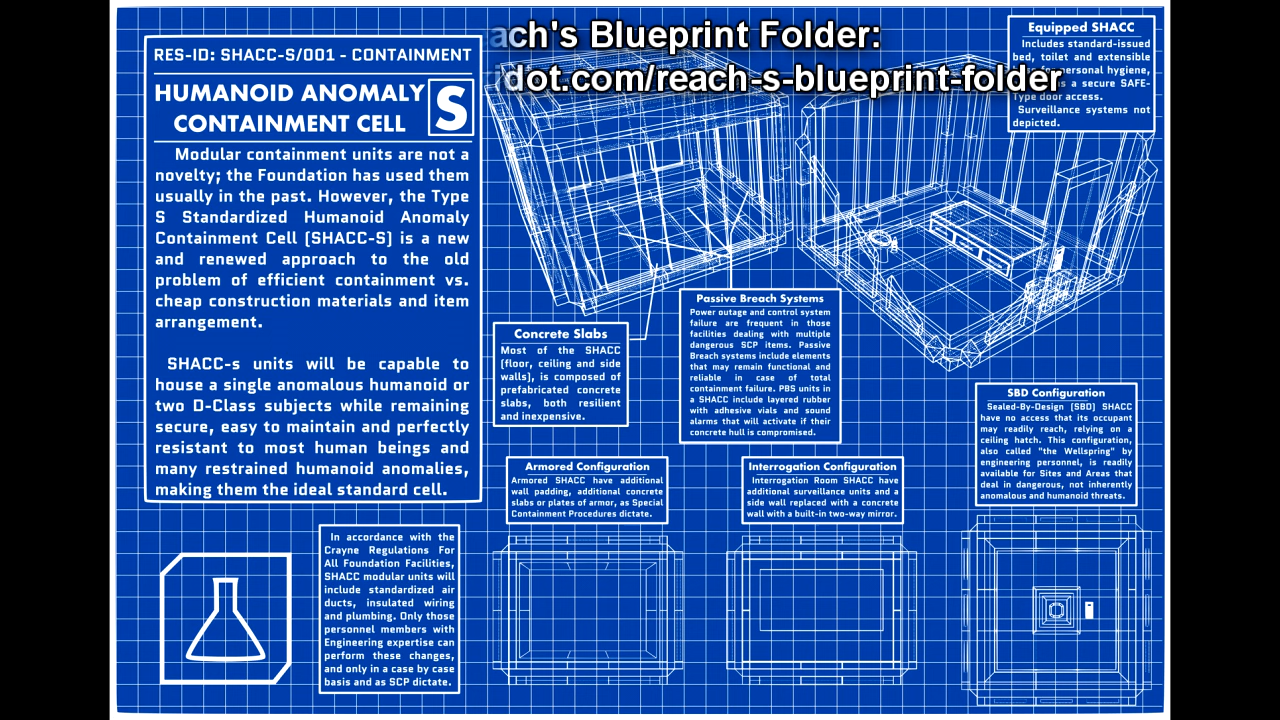 ach's Blueprint Folder:
dot.com/reach-s-blueprint-folder
RES-ID: SHACC-S/001 - CONTAINMENT
HUMANOID ANOMALY
CONTAINMENT CELL
S
Modular containment units are not a
novelty; the Foundation has used them
usually in the past. However, the Type
S Standardized Humanoid Anomaly
Containment Cell (SHACC-S) is a new
and renewed approach to the old
problem of efficient containment vs.
cheap construction materials and item
arrangement.
SHACC-s units will be capable to
house a single anomalous humanoid or
two D-Class subjects while remaining
secure, easy to maintain and perfectly
resistant to most human beings and
many restrained humanoid anomalies,
making them the ideal standard cell.
Equipped SHACC
Includes standard-issued
bed, toilet and extensible
for personal hygiene,
a secure SAFE-
Type door access.
Surveillance systems not
depicted.
Concrete Slabs
Most of the SHACC
(floor, ceiling and side
walls), is composed of
prefabricated concrete
slabs, both resilient
and inexpensive.
Passive Breach Systems
Power outage and control system
failure are frequent in those
facilities dealing with multiple
dangerous SCP items. Passive
Breach systems include elements
that may remain functional and
reliable in case of total
containment failure. PBS units in
a SHACC include layered rubber
with adhesive vials and sound
alarms that will activate if their
concrete hull is compromised.
SBD Configuration
Sealed-By-Design (SBD) SHACC
have no access that its occupant
may readily reach, relying on a
ceiling hatch. This configuration,
also called "the Wellspring" by
engineering personnel, is readily
available for Sites and Areas that
deal in dangerous, not inherently
anomalous and humanoid threats.
Armored Configuration
Armored SHACC have additional
wall padding, additional concrete
slabs or plates of armor, as Special
Containment Procedures dictate.
Interrogation Configuration
Interrogation Room SHACC have
additional surveillance units and a
side wall replaced with a concrete
wall with a built-in two-way mirror.
In accordance with the
Crayne Regulations For
All Foundation Facilities,
SHACC modular units will
include standardized air
ducts, insulated wiring
and plumbing. Only those
personnel members with
Engineering expertise can
perform these changes,
and only in a case by case
basis and as SCP dictate.